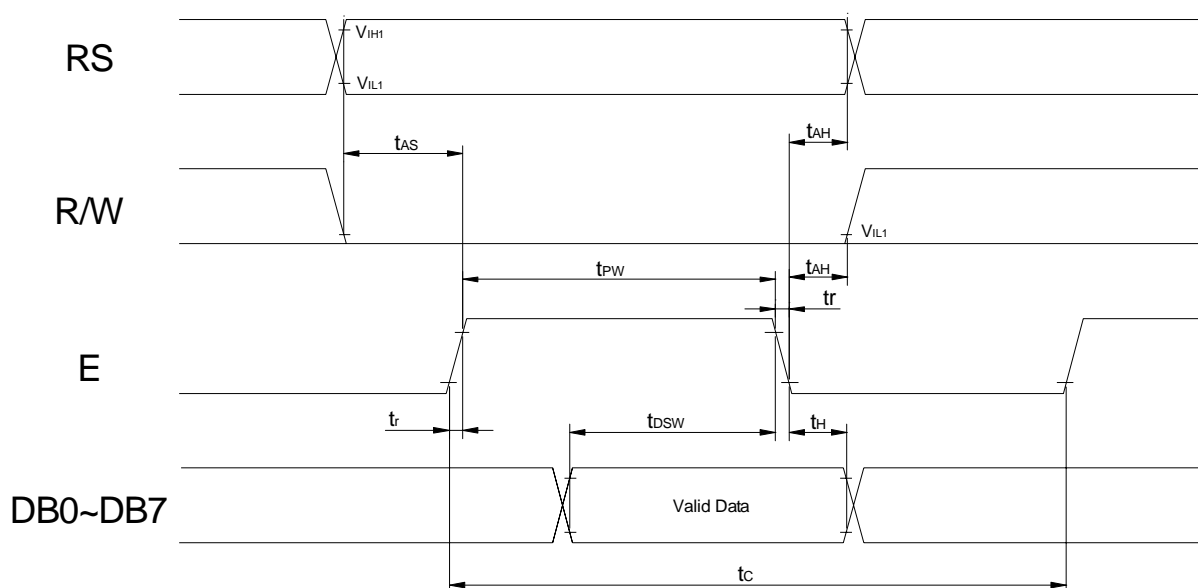 RS
VIH1
VIL1
tAS
tAH
R/W
VIL1
tPW
tAH
tr
E
tr
tDSW
tH
DB0~DB7
Valid Data
tC